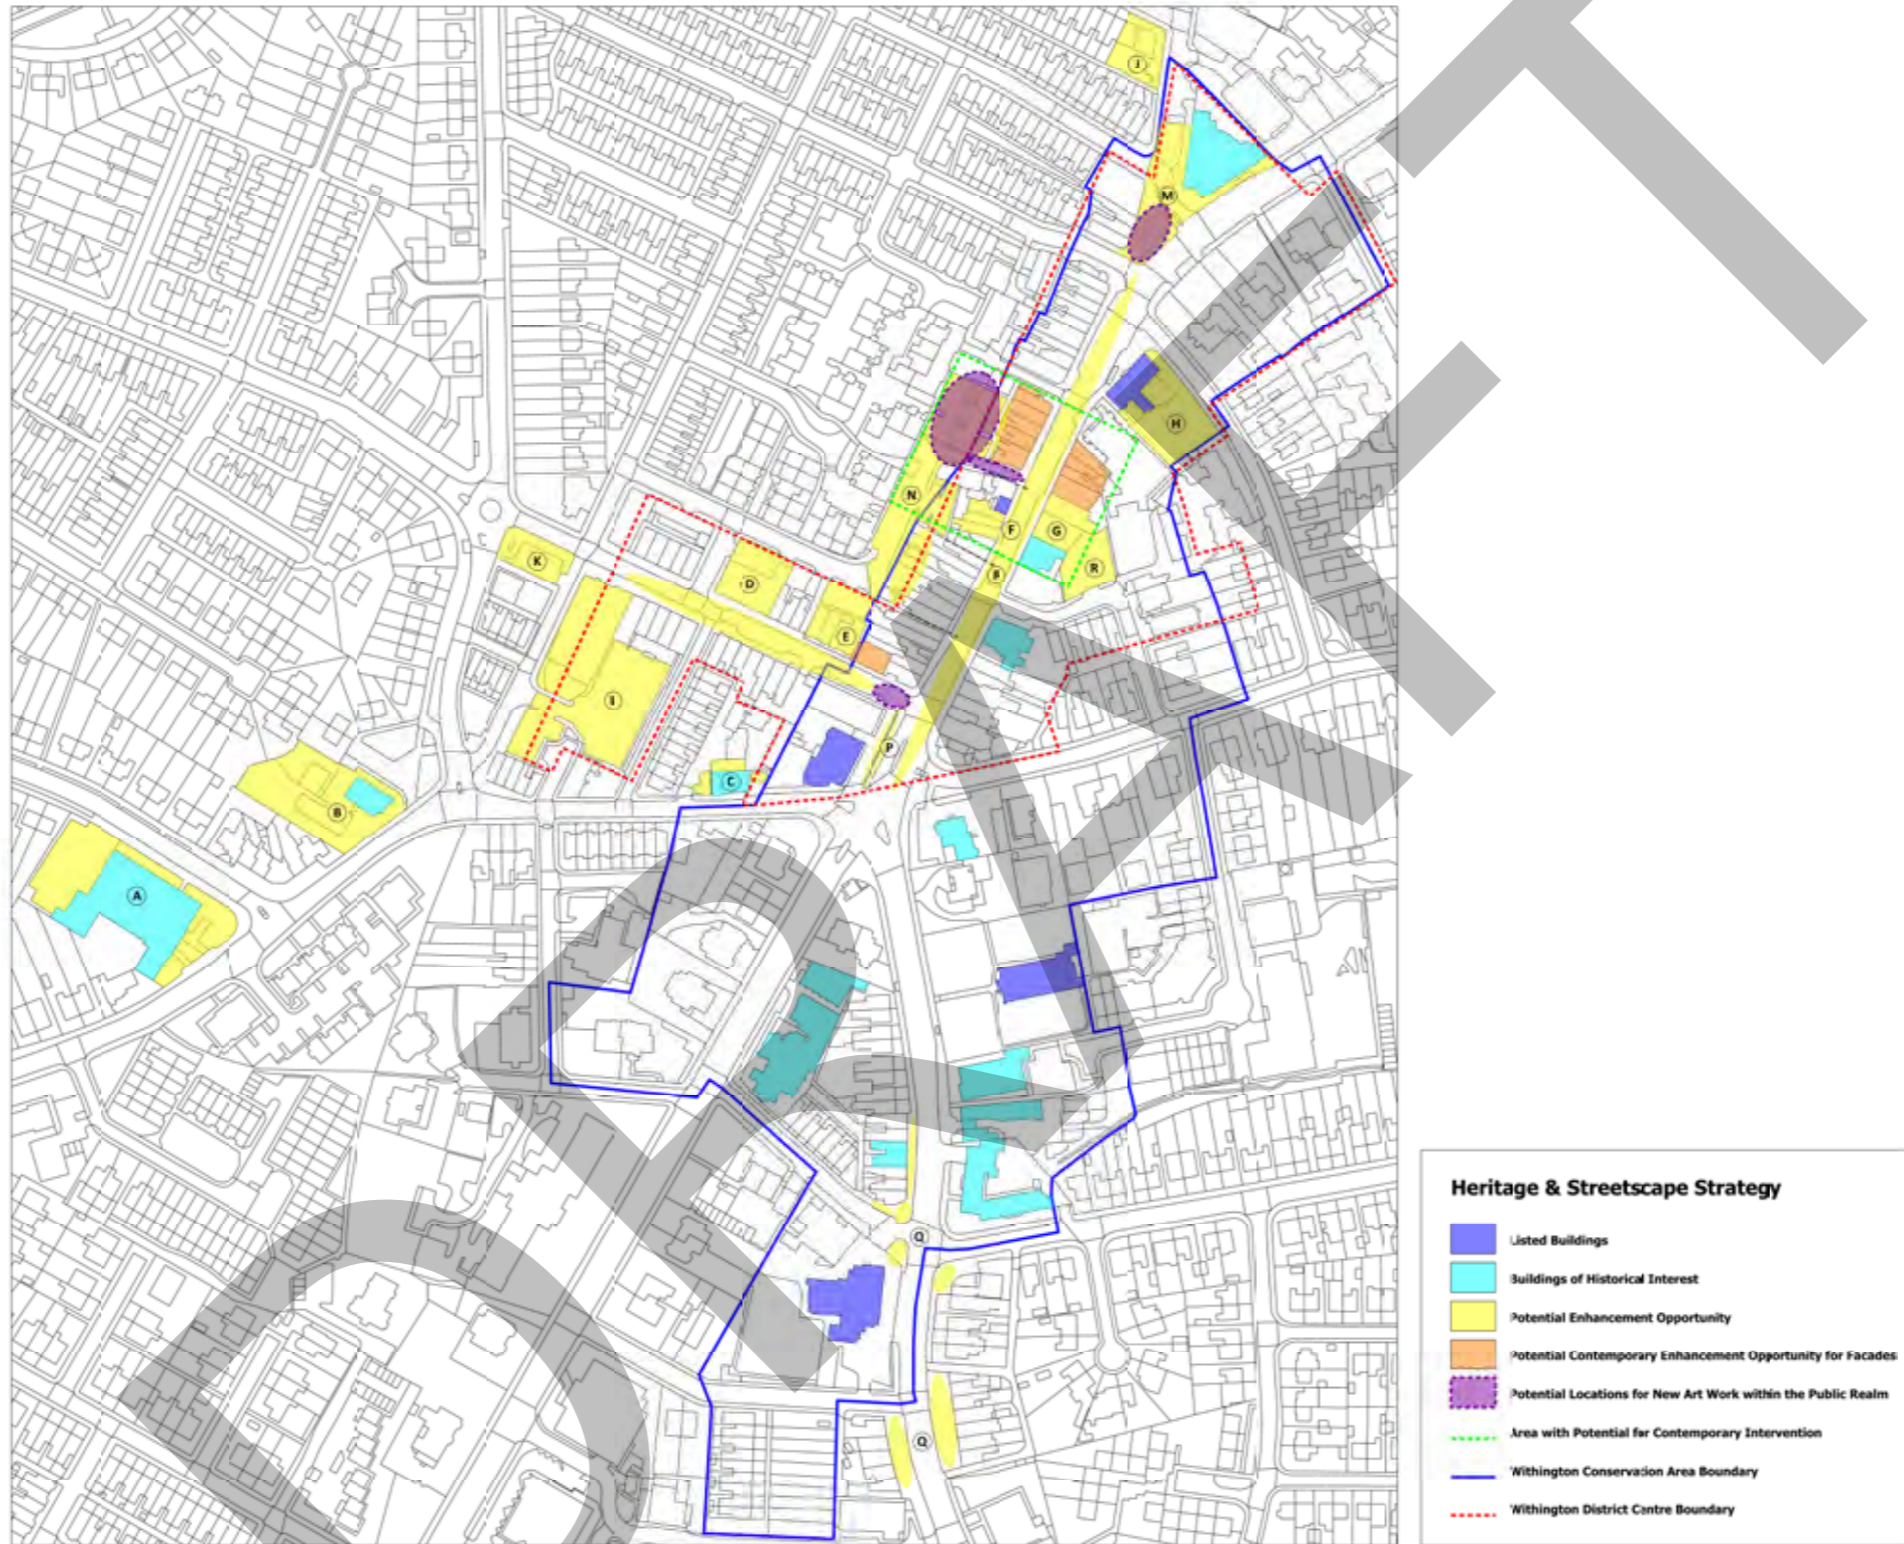 J
M
H
N
F
G
R
K
D
E
I
P
C
B
A
Q
Q
DRAFT
Heritage & Streetscape Strategy
Listed Buildings
Buildings of Historical Interest
Potential Enhancement Opportunity
Potential Contemporary Enhancement Opportunity for Facades
Potential Locations for New Art Work within the Public Realm
Area with Potential for Contemporary Intervention
Withington Conservation Area Boundary
Withington District Centre Boundary